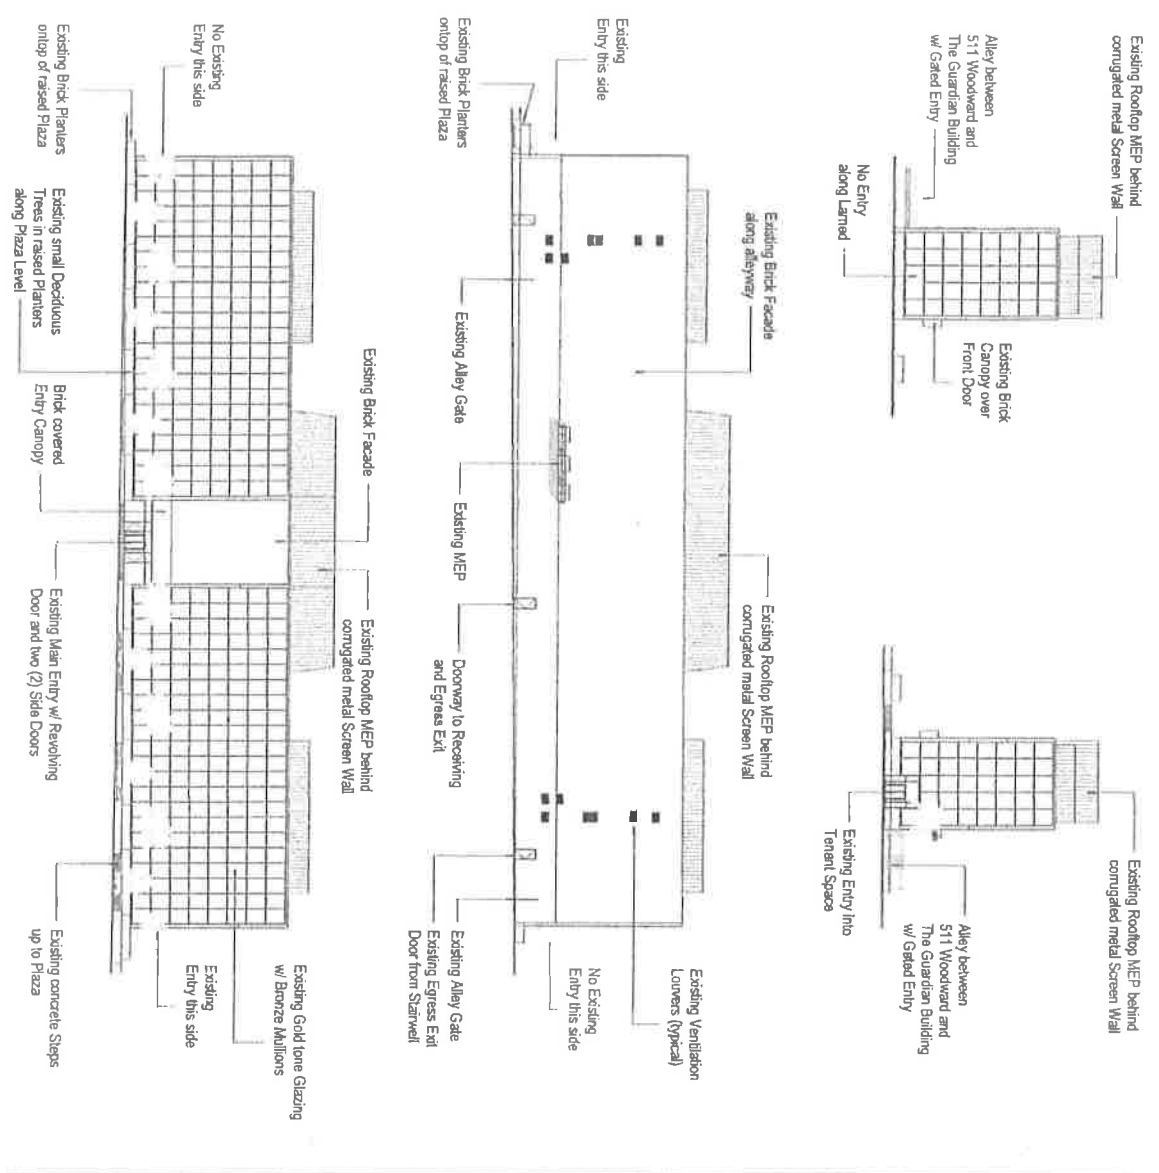 Existing Rooftop MEP behind
corrugated metal Screen Wall
Alley between
511 Woodward and
The Guardian Building
w/ Gated Entry
No Entry
along Larned
Existing Brick
Canopy over
Front Door
Existing Rooftop MEP behind
corrugated metal Screen Wall
Existing Entry into
Tenant Space
Alley between
511 Woodward and
The Guardian Building
w/ Gated Entry
Existing
Entry this side
Existing Brick Planters
ontop of raised Plaza
Existing Brick Facade
along alleyway
Existing Alley Gate
Existing MEP
Existing Rooftop MEP behind
corrugated metal Screen Wall
Doorway to Receiving
and Egress Exit
Existing Ventilation
Louvers (typical)
No Existing
Entry this side
Existing Alley Gate
Existing Egress Exit
Door from Stairwell
No Existing
Entry this side
Existing Brick Planters
ontop of raised Plaza
Existing small Deciduous
Trees in raised Planters
along Plaza Level
Existing Brick Facade
Brick covered
Entry Canopy
Existing Rooftop MEP behind
corrugated metal Screen Wall
Existing Main Entry w/ Revolving
Door and two (2) Side Doors
Existing Gold tone Glazing
w/ Bronze Mullions
Existing
Entry this side
Existing concrete Steps
up to Plaza